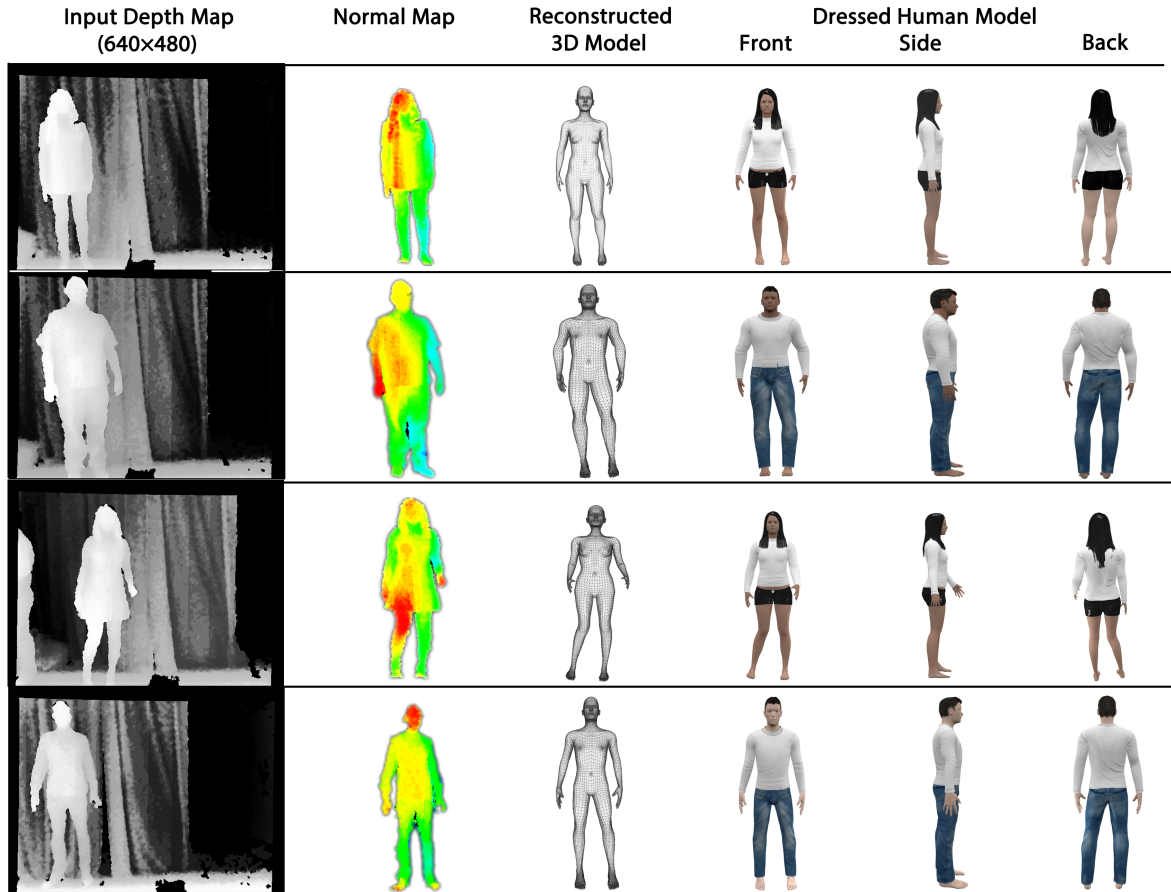 Input Depth Map
(640×480)
Normal Map
Reconstructed
3D Model
Dressed Human Model
Front
Side
Back